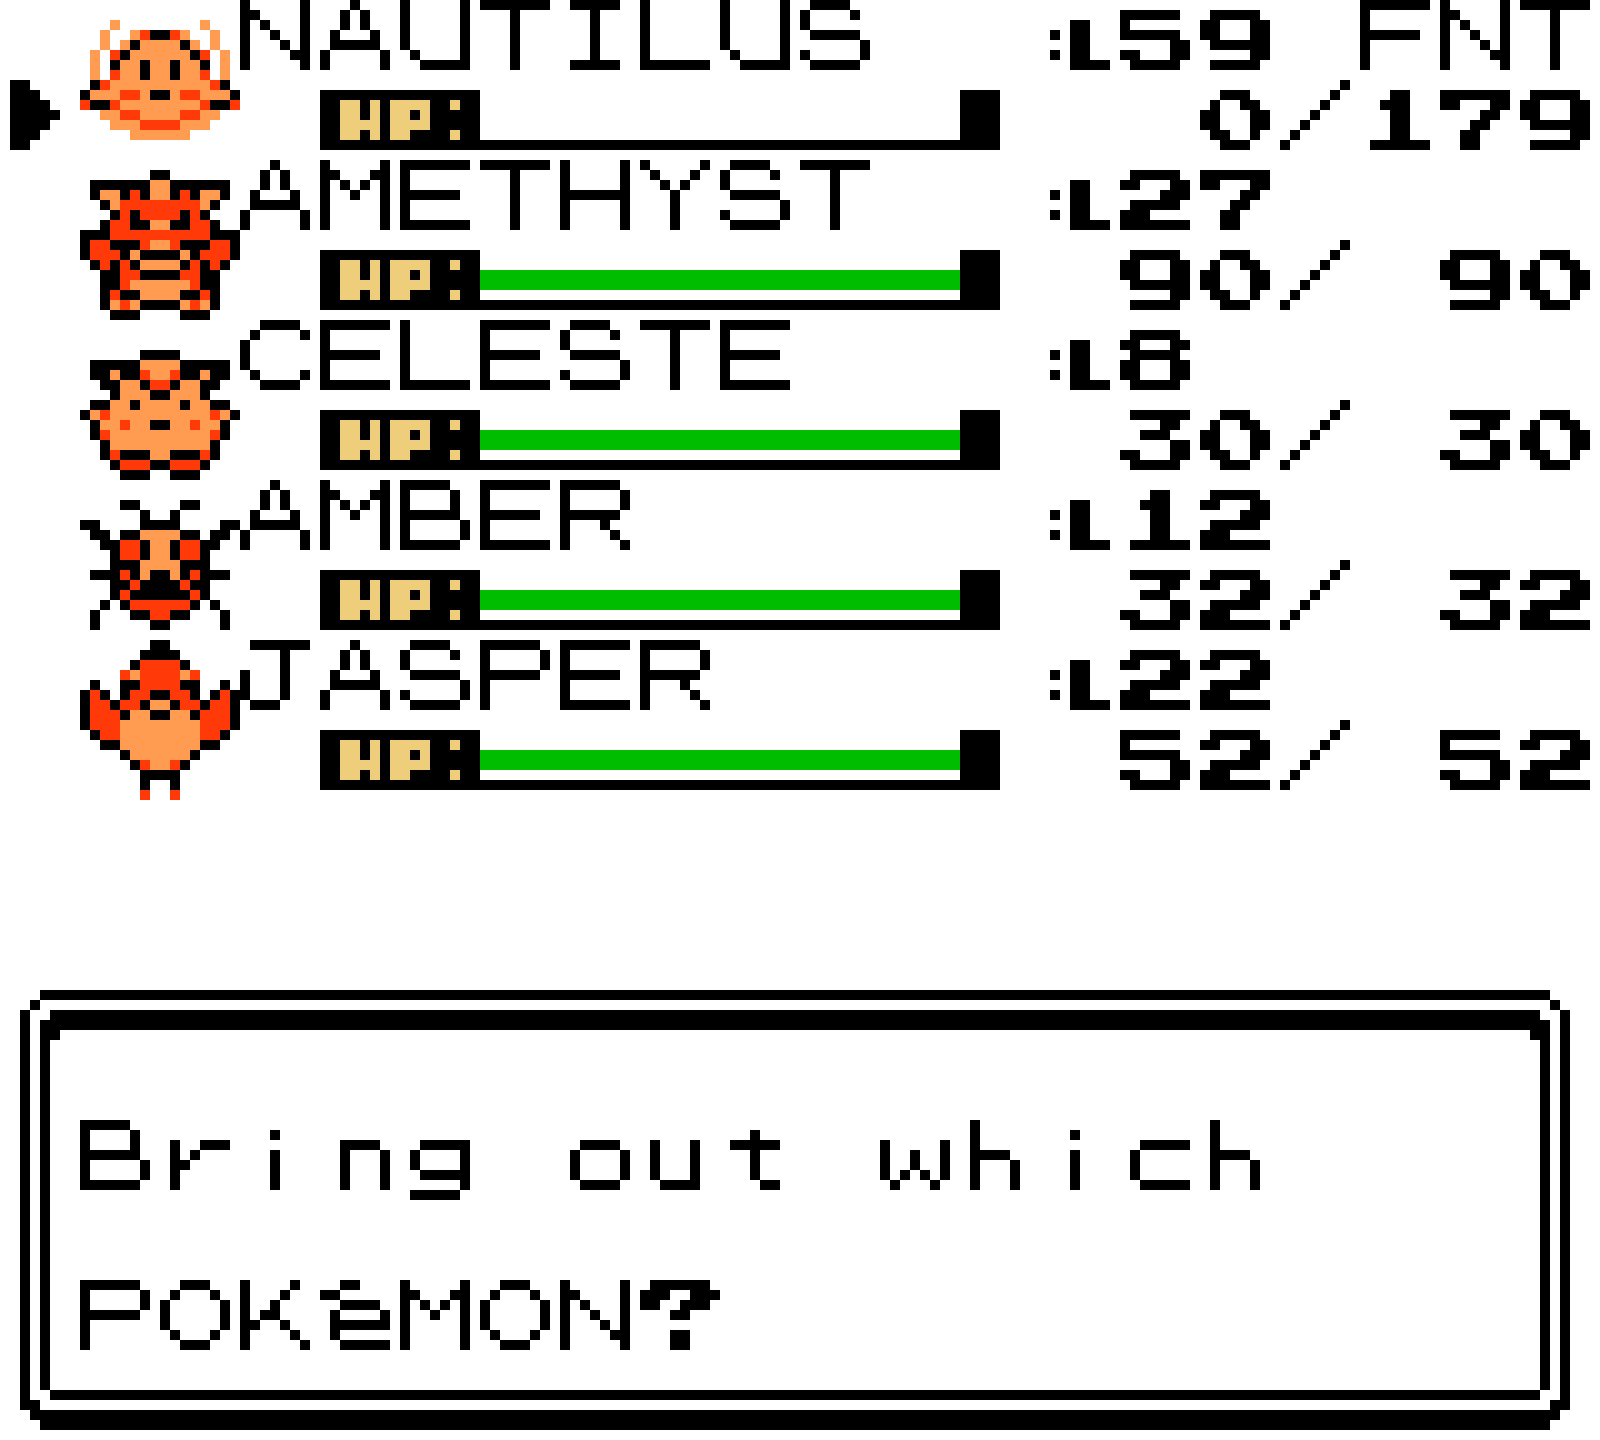 NAUTILUS :L59 FNT
HP: 0/179
AMETHYST :L27
HP: 90/ 90
CELESTE :L8
HP: 30/ 30
AMBER :L12
HP: 32/ 32
JASPER :L22
HP: 52/ 52
Bring out which
POKéMON?